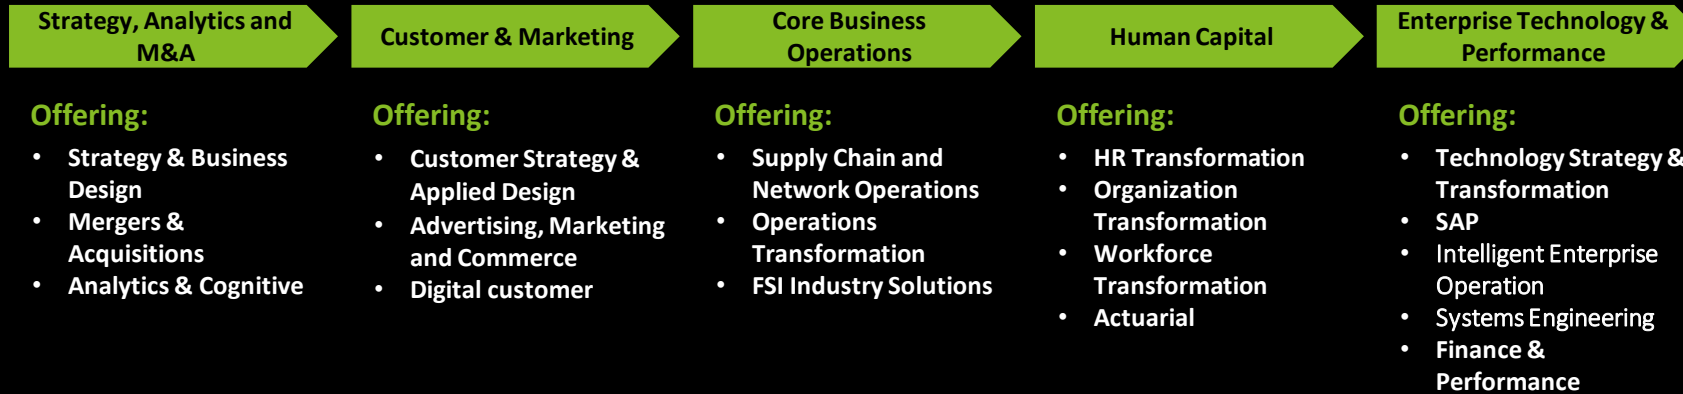 Strategy, Analytics and
M&A
Customer & Marketing
Core Business
Operations
Human Capital
Enterprise Technology &
Performance
Offering:
• Strategy & Business
Design
• Mergers &
Acquisitions
• Analytics & Cognitive
Offering:
• Customer Strategy &
Applied Design
• Advertising, Marketing
and Commerce
• Digital customer
Offering:
• Supply Chain and
Network Operations
• Operations
Transformation
• FSI Industry Solutions
Offering:
• HR Transformation
• Organization
Transformation
• Workforce
Transformation
• Actuarial
Offering:
• Technology Strategy &
Transformation
• SAP
• Intelligent Enterprise
Operation
• Systems Engineering
• Finance &
Performance